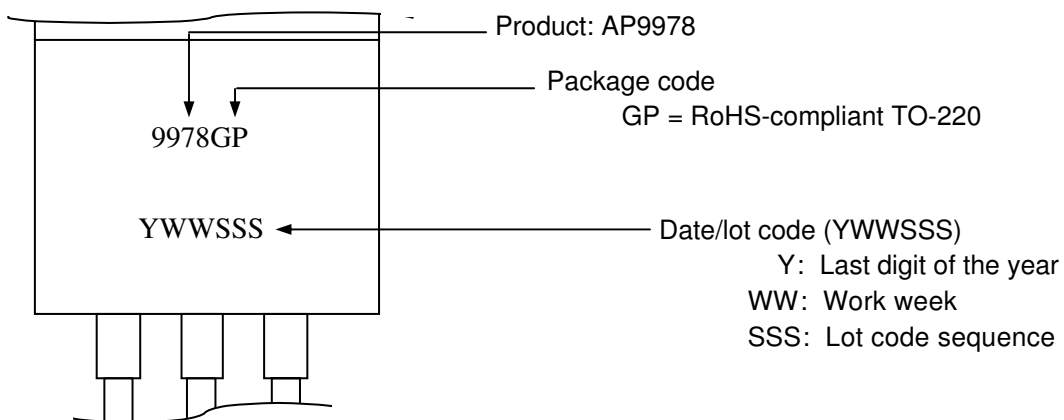 Product: AP9978
Package code
GP = RoHS-compliant TO-220
9978GP
YWWSSS
Date/lot code (YWWSSS)
Y: Last digit of the year
WW: Work week
SSS: Lot code sequence